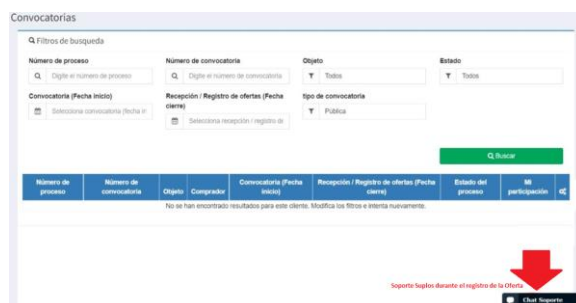 Convocatorias
Filtros de busqueda
Número de proceso
Número de convocatoria
Objeto
Estado
Digite el número de proceso
Digite el número de convocatoria
Todos
Todos
Convocatoria (Fecha inicio)
Recepción / Registro de ofertas (Fecha
cierre)
tipo de convocatoria
Selecciona convocatoria (fecha in
Selecciona recepción / registro de
Pública
Buscar
Número de
proceso
Número de
convocatoria
Objeto
Comprador
Convocatoria (Fecha
inicio)
Recepción / Registro de ofertas (Fecha
cierre)
Estado del
proceso
Mi
participación
No se han encontrado resultados para este cliente. Modifica los filtros e intenta nuevamente.
Soporte Suplos durante el registro de la Oferta
Chat Soporte